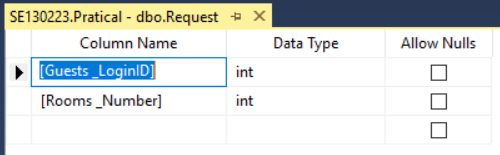 SE130223.Pratical - dbo.Request
Column Name Data Type Allow Nulls
[Guests _LoginID] int
[Rooms _Number] int